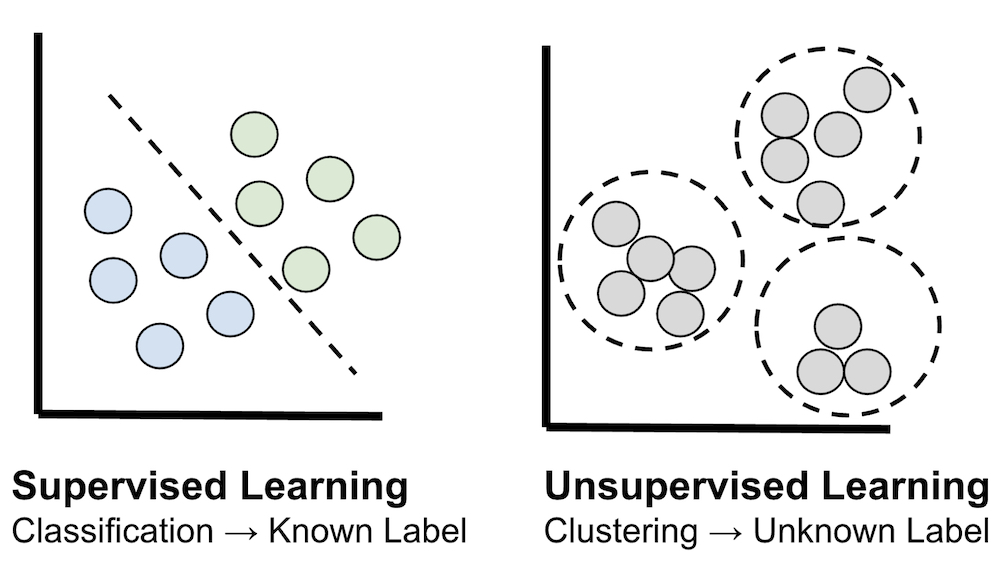 Supervised Learning
Classification → Known Label
Unsupervised Learning
Clustering → Unknown Label